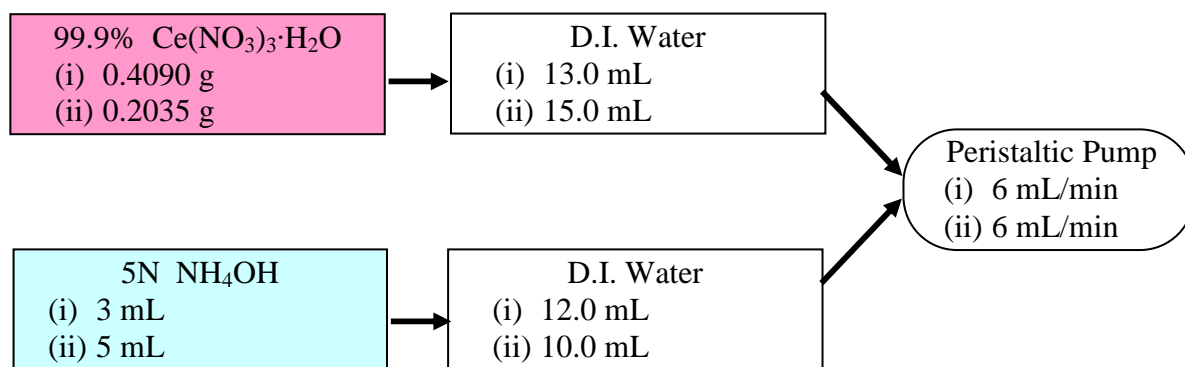 99.9% Ce(NO₃)₃·H₂O
(i) 0.4090 g
(ii) 0.2035 g
D.I. Water
(i) 13.0 mL
(ii) 15.0 mL
Peristaltic Pump
(i) 6 mL/min
(ii) 6 mL/min
5N NH₄OH
(i) 3 mL
(ii) 5 mL
D.I. Water
(i) 12.0 mL
(ii) 10.0 mL